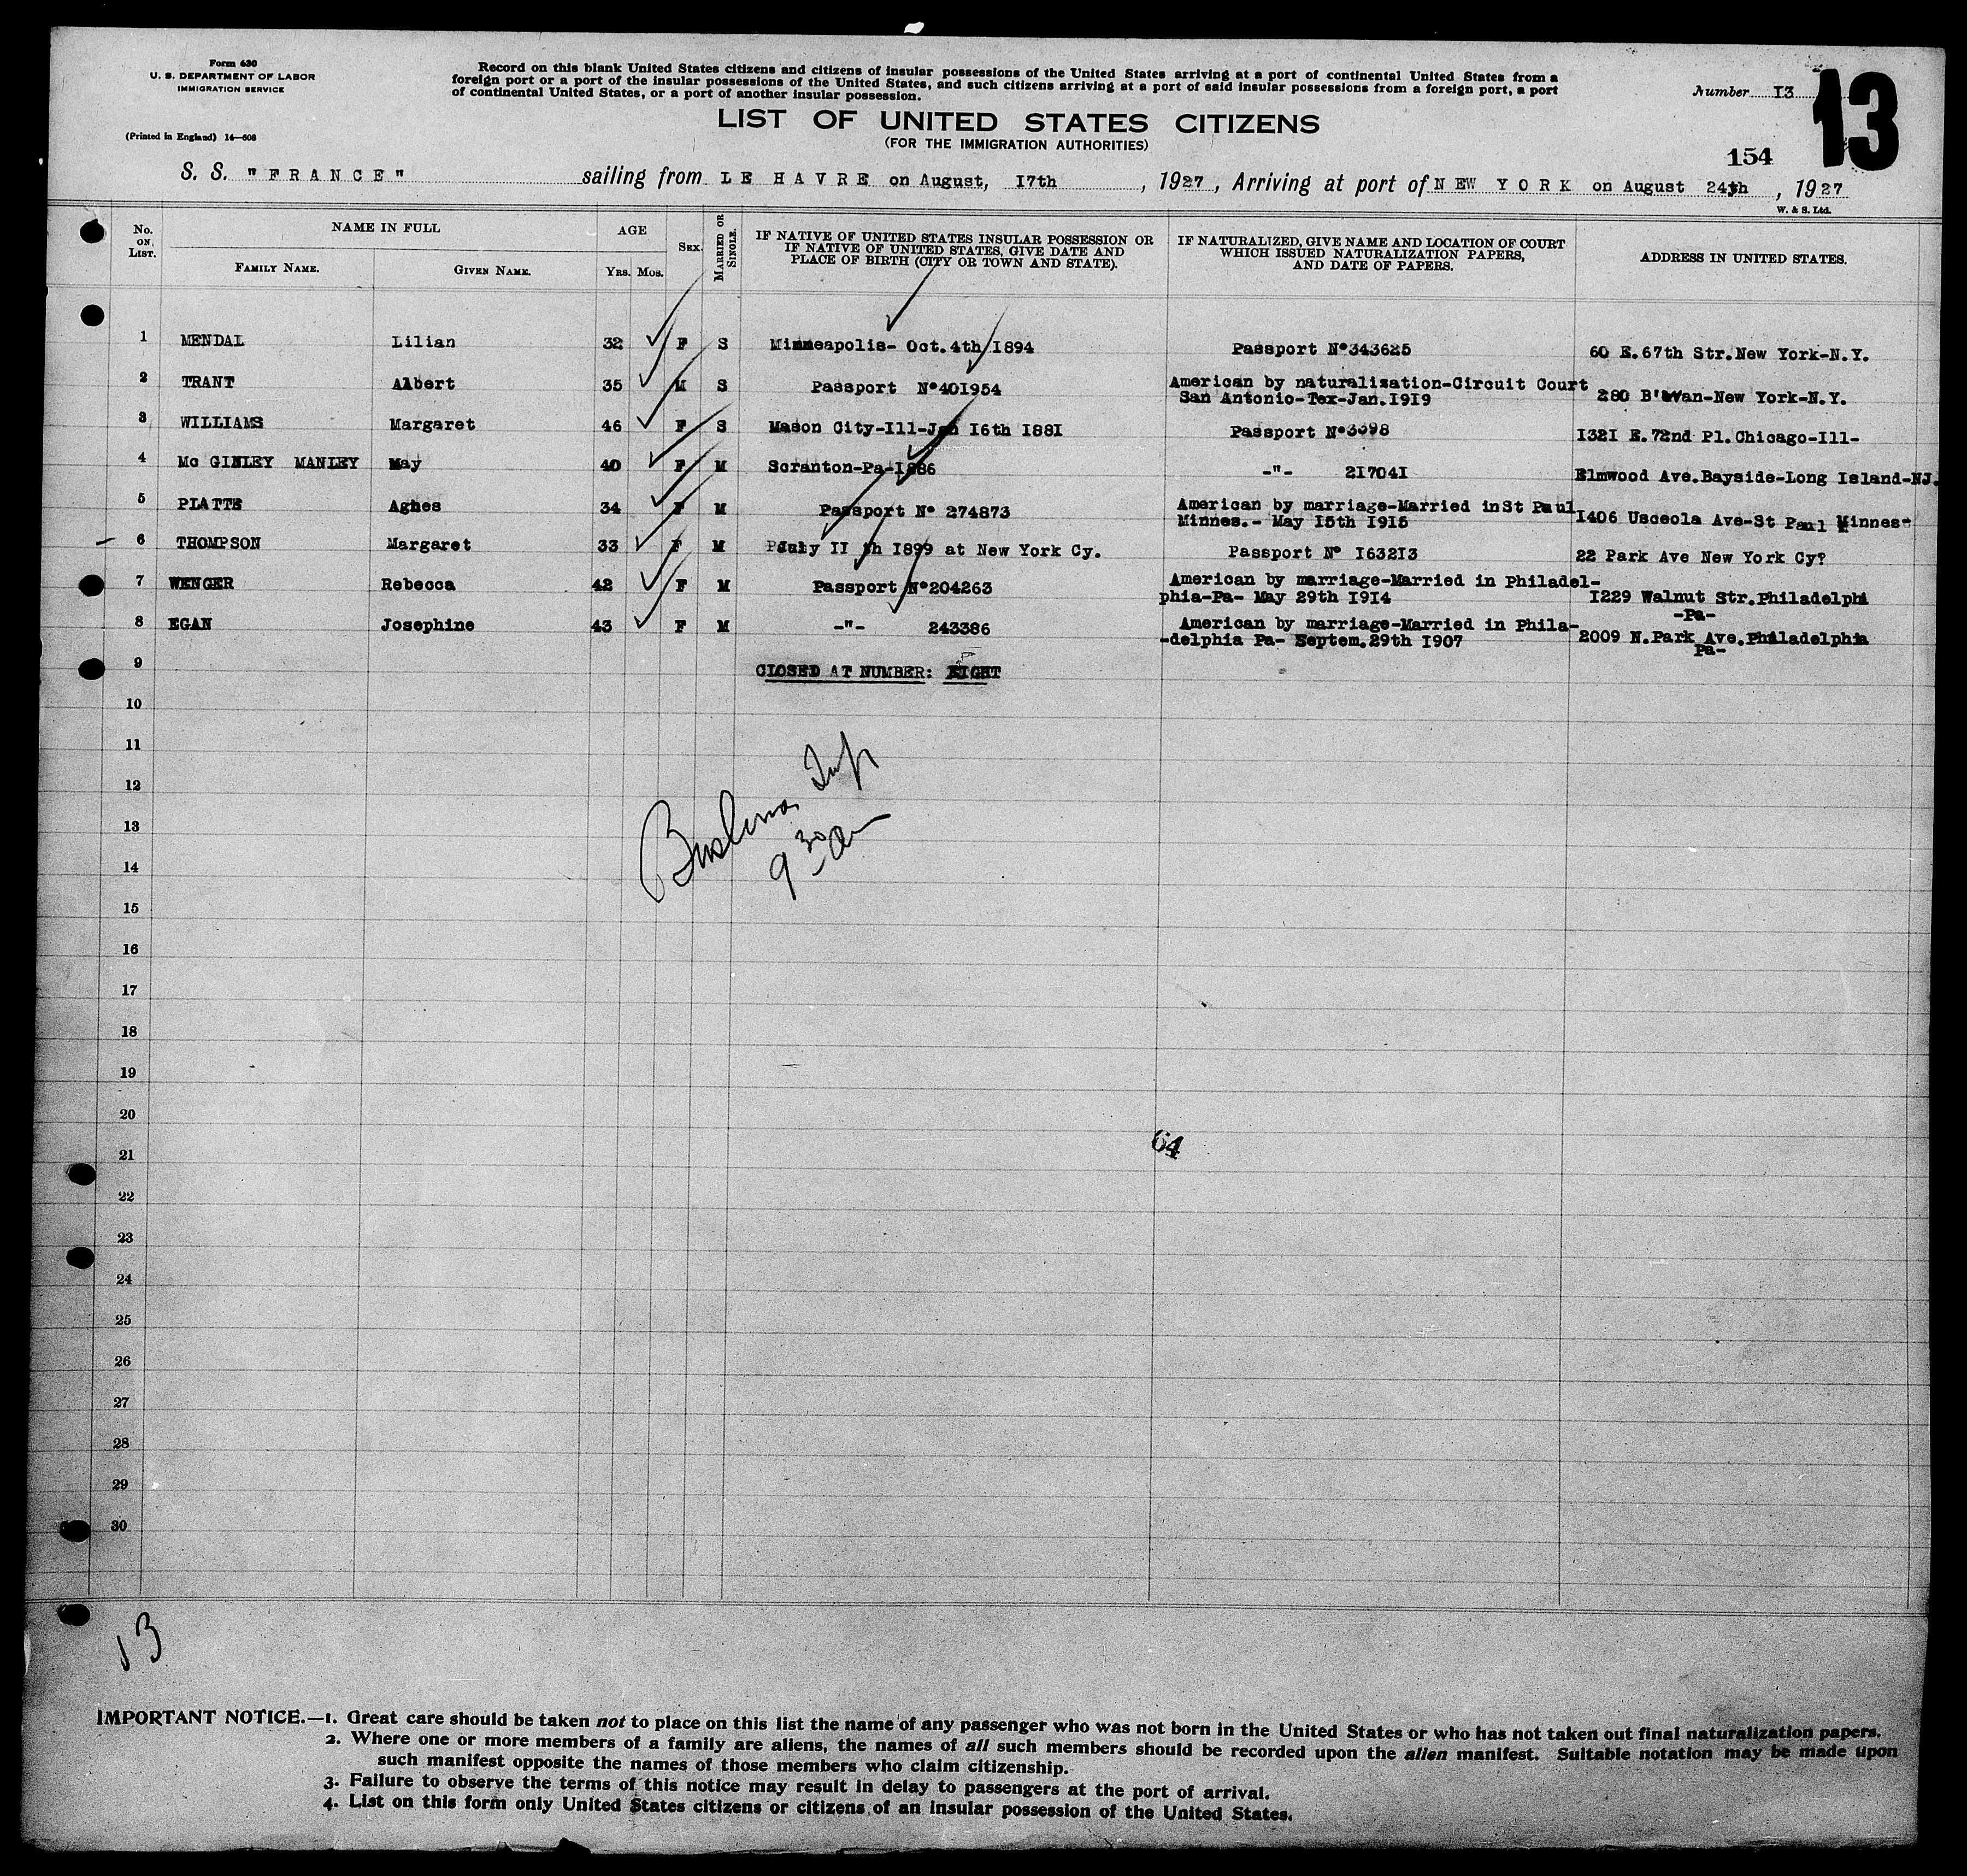 Form 630
U. S. DEPARTMENT OF LABOR
IMMIGRATION SERVICE
(Printed in England) 14—608
Record on this blank United States citizens and citizens of insular possessions of the United States arriving at a port of continental United States from a
foreign port or a port of the insular possessions of the United States, and such citizens arriving at a port of said insular possessions from a foreign port, a port
of continental United States, or a port of another insular possession.
Number 13
13
LIST OF UNITED STATES CITIZENS
(FOR THE IMMIGRATION AUTHORITIES)
154
S. S. "FRANCE" sailing from LE HAVRE on August, 17th, 1927, Arriving at port of NEW YORK on August 24th, 1927
W. & S. Ltd.
No. ON LIST. NAME IN FULL AGE SEX. MARRIED OR SINGLE. IF NATIVE OF UNITED STATES INSULAR POSSESSION OR IF NATIVE OF UNITED STATES, GIVE DATE AND PLACE OF BIRTH (CITY OR TOWN AND STATE). IF NATURALIZED, GIVE NAME AND LOCATION OF COURT WHICH ISSUED NATURALIZATION PAPERS, AND DATE OF PAPERS. ADDRESS IN UNITED STATES.
FAMILY NAME. GIVEN NAME. YRS. MOS.
1 MENDAL Lilian 32 F S Minneapolis- Oct. 4th 1894 Passport N°343625 60 E. 67th Str. New York-N.Y.
2 TRANT Albert 35 M S Passport N°401954 American by naturalization-Circuit Court
San Antonio-Tex-Jan. 1919 280 New York-N.Y.
3 WILLIAMS Margaret 46 F S Mason City-Ill-Jan 16th 1881 Passport N°3398 1321 E. 72nd Pl. Chicago-Ill-
4 Mc GINLEY MANLEY May 40 F M Scranton-Pa-1886 -"- 217041 Elmwood Ave. Bayside-Long Island-NJ.
5 PLATTS Aghes 34 F M Passport N° 274873 American by marriage-Married in St Paul
Minnes.- May 15th 1915 1406 Usceola Ave-St Paul Minnes-
6 THOMPSON Margaret 33 F M July 11 th 1899 at New York Cy. Passport N° 163213 22 Park Ave New York Cy?
7 WENGER Rebecca 42 F M Passport N°204263 American by marriage-Married in Philadel-
phia-Pa- May 29th 1914 1229 Walnut Str. Philadelphi
-Pa-
8 EGAN Josephine 43 F M -"- 243386 American by marriage-Married in Phila-
-delphia Pa- Septem. 29th 1907 2009 N. Park Ave. Philadelphia
Pa-
9 CLOSED AT NUMBER: EIGHT
10
11
12
13
14
9 30 am
15
16
17
18
19
20
64
21
22
23
24
25
26
27
28
29
30
13
IMPORTANT NOTICE.—1. Great care should be taken not to place on this list the name of any passenger who was not born in the United States or who has not taken out final naturalization papers.
2. Where one or more members of a family are aliens, the names of all such members should be recorded upon the alien manifest. Suitable notation may be made upon
such manifest opposite the names of those members who claim citizenship.
3. Failure to observe the terms of this notice may result in delay to passengers at the port of arrival.
4. List on this form only United States citizens or citizens of an insular possession of the United States.